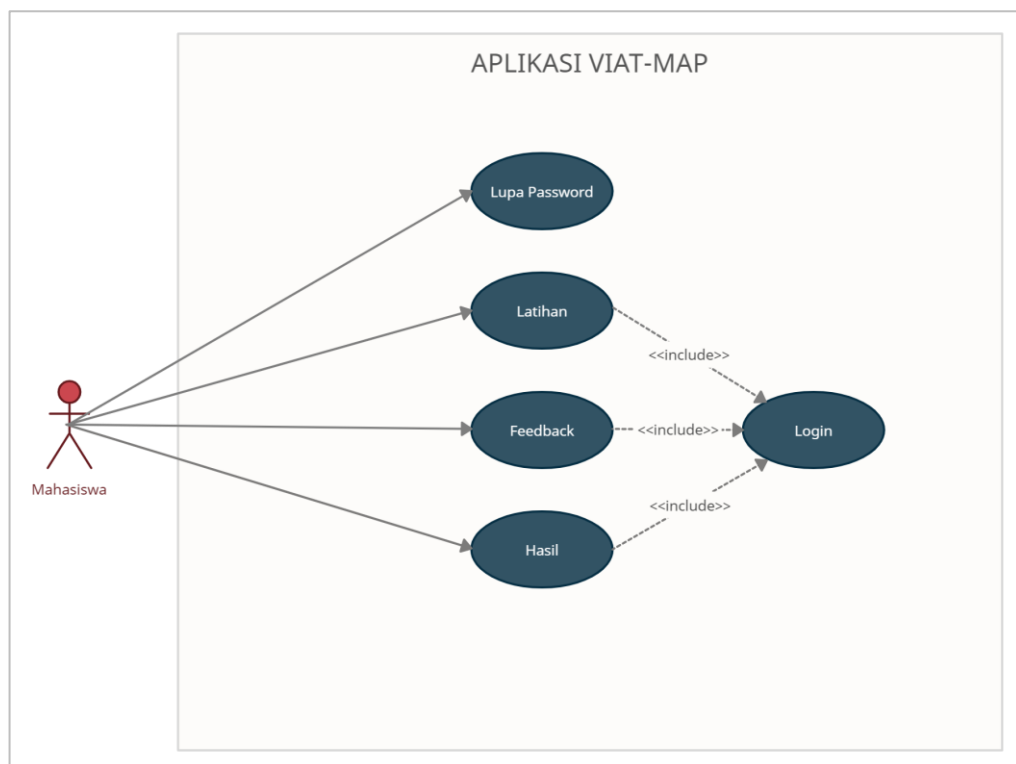 APLIKASI VIAT-MAP
Lupa Password
Latihan
<<include>>
Feedback
<<include>>
Login
Mahasiswa
<<include>>
Hasil